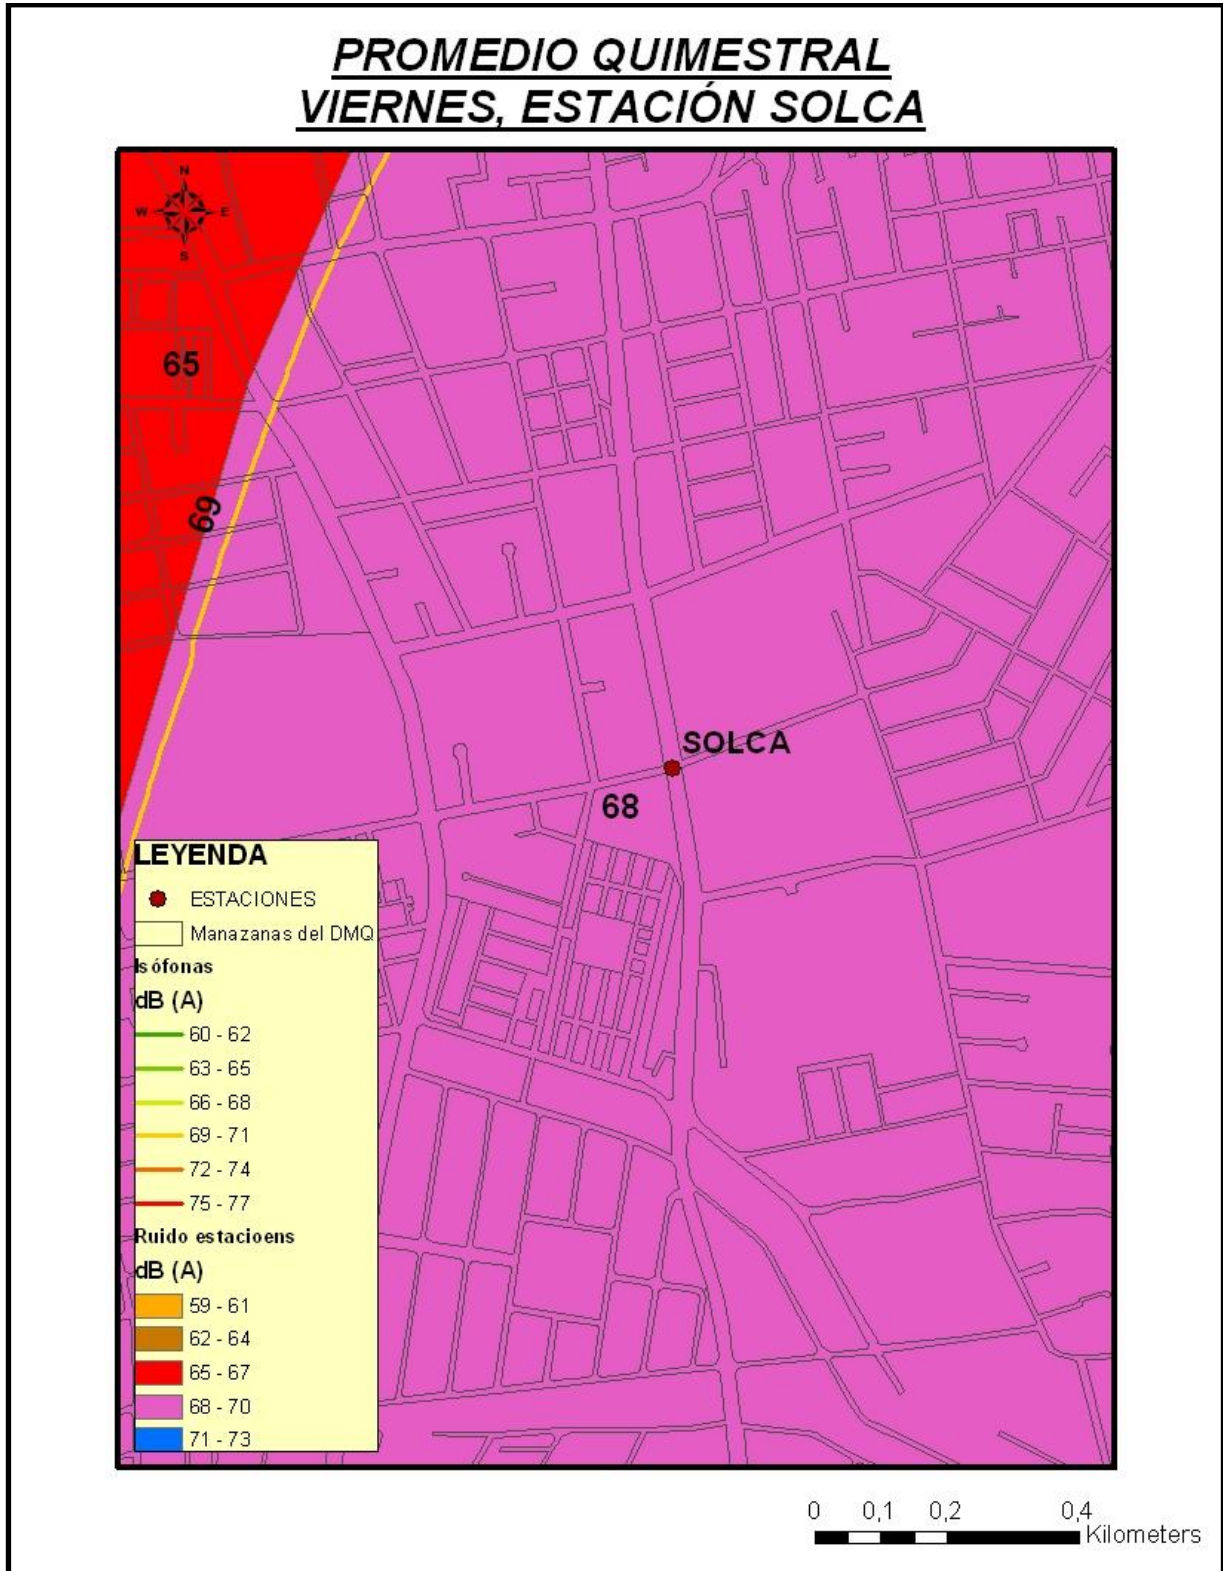 PROMEDIO QUIMESTRAL
VIERNES, ESTACIÓN SOLCA
N
W E
S
65
69
SOLCA
68
LEYENDA
ESTACIONES
Manazanas del DMQ
Isófonas
dB (A)
60 - 62
63 - 65
66 - 68
69 - 71
72 - 74
75 - 77
Ruido estacioens
dB (A)
59 - 61
62 - 64
65 - 67
68 - 70
71 - 73
0 0,1 0,2 0,4
Kilometers